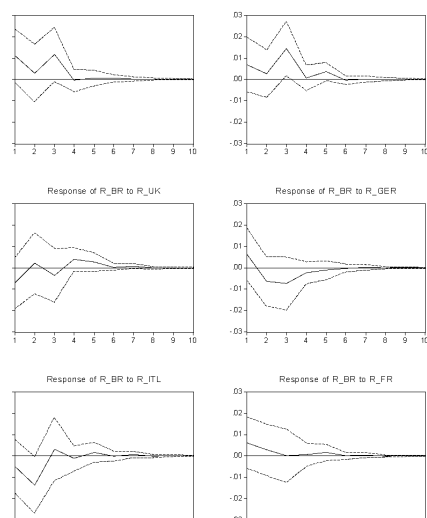 .03
.02
.01
.00
-.01
-.02
-.03
1 2 3 4 5 6 7 8 9 10
1 2 3 4 5 6 7 8 9 10
Response of R_BR to R_UK
Response of R_BR to R_GER
.03
.02
.01
.00
-.01
-.02
-.03
1 2 3 4 5 6 7 8 9 10
1 2 3 4 5 6 7 8 9 10
Response of R_BR to R_ITL
Response of R_BR to R_FR
.03
.02
.01
.00
-.01
-.02